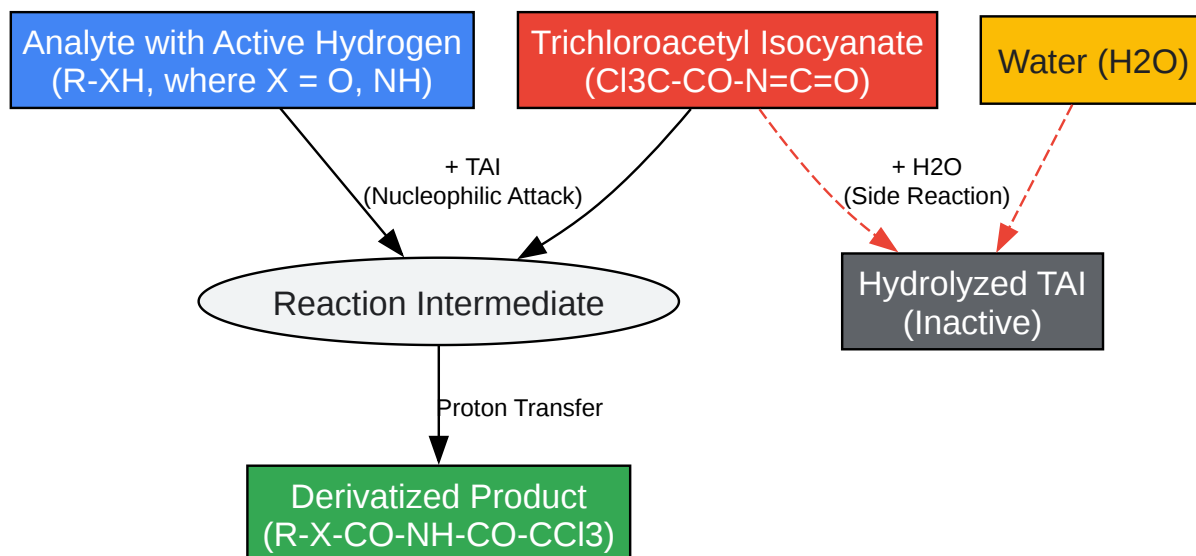 Analyte with Active Hydrogen
(R-XH, where X = O, NH)
Trichloroacetyl Isocyanate
(Cl3C-CO-N=C=O)
Water (H2O)
+ TAI
(Nucleophilic Attack)
+ H2O
(Side Reaction)
Reaction Intermediate
Hydrolyzed TAI
(Inactive)
Proton Transfer
Derivatized Product
(R-X-CO-NH-CO-CCl3)